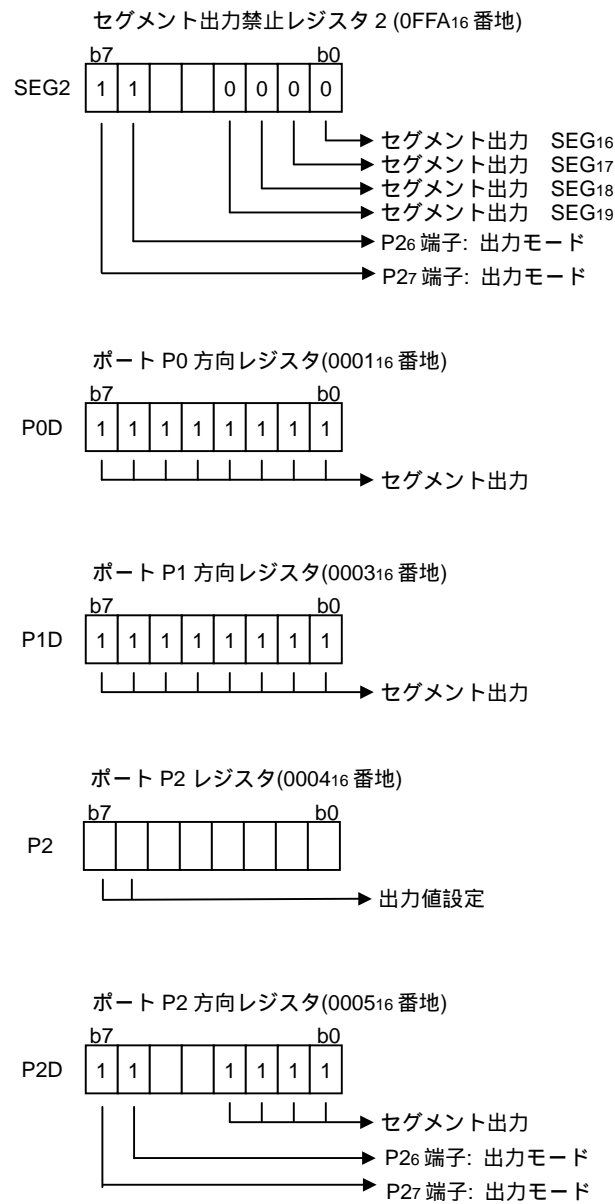 セグメント出力禁止レジスタ 2 (0FFA16 番地)
b7 b0
SEG2 1 1 0 0 0 0
セグメント出力 SEG16
セグメント出力 SEG17
セグメント出力 SEG18
セグメント出力 SEG19
P26 端子: 出力モード
P27 端子: 出力モード
ポート P0 方向レジスタ(000116 番地)
b7 b0
P0D 1 1 1 1 1 1 1 1
セグメント出力
ポート P1 方向レジスタ(000316 番地)
b7 b0
P1D 1 1 1 1 1 1 1 1
セグメント出力
ポート P2 レジスタ(000416 番地)
b7 b0
P2
出力値設定
ポート P2 方向レジスタ(000516 番地)
b7 b0
P2D 1 1 1 1 1 1
セグメント出力
P26 端子: 出力モード
P27 端子: 出力モード